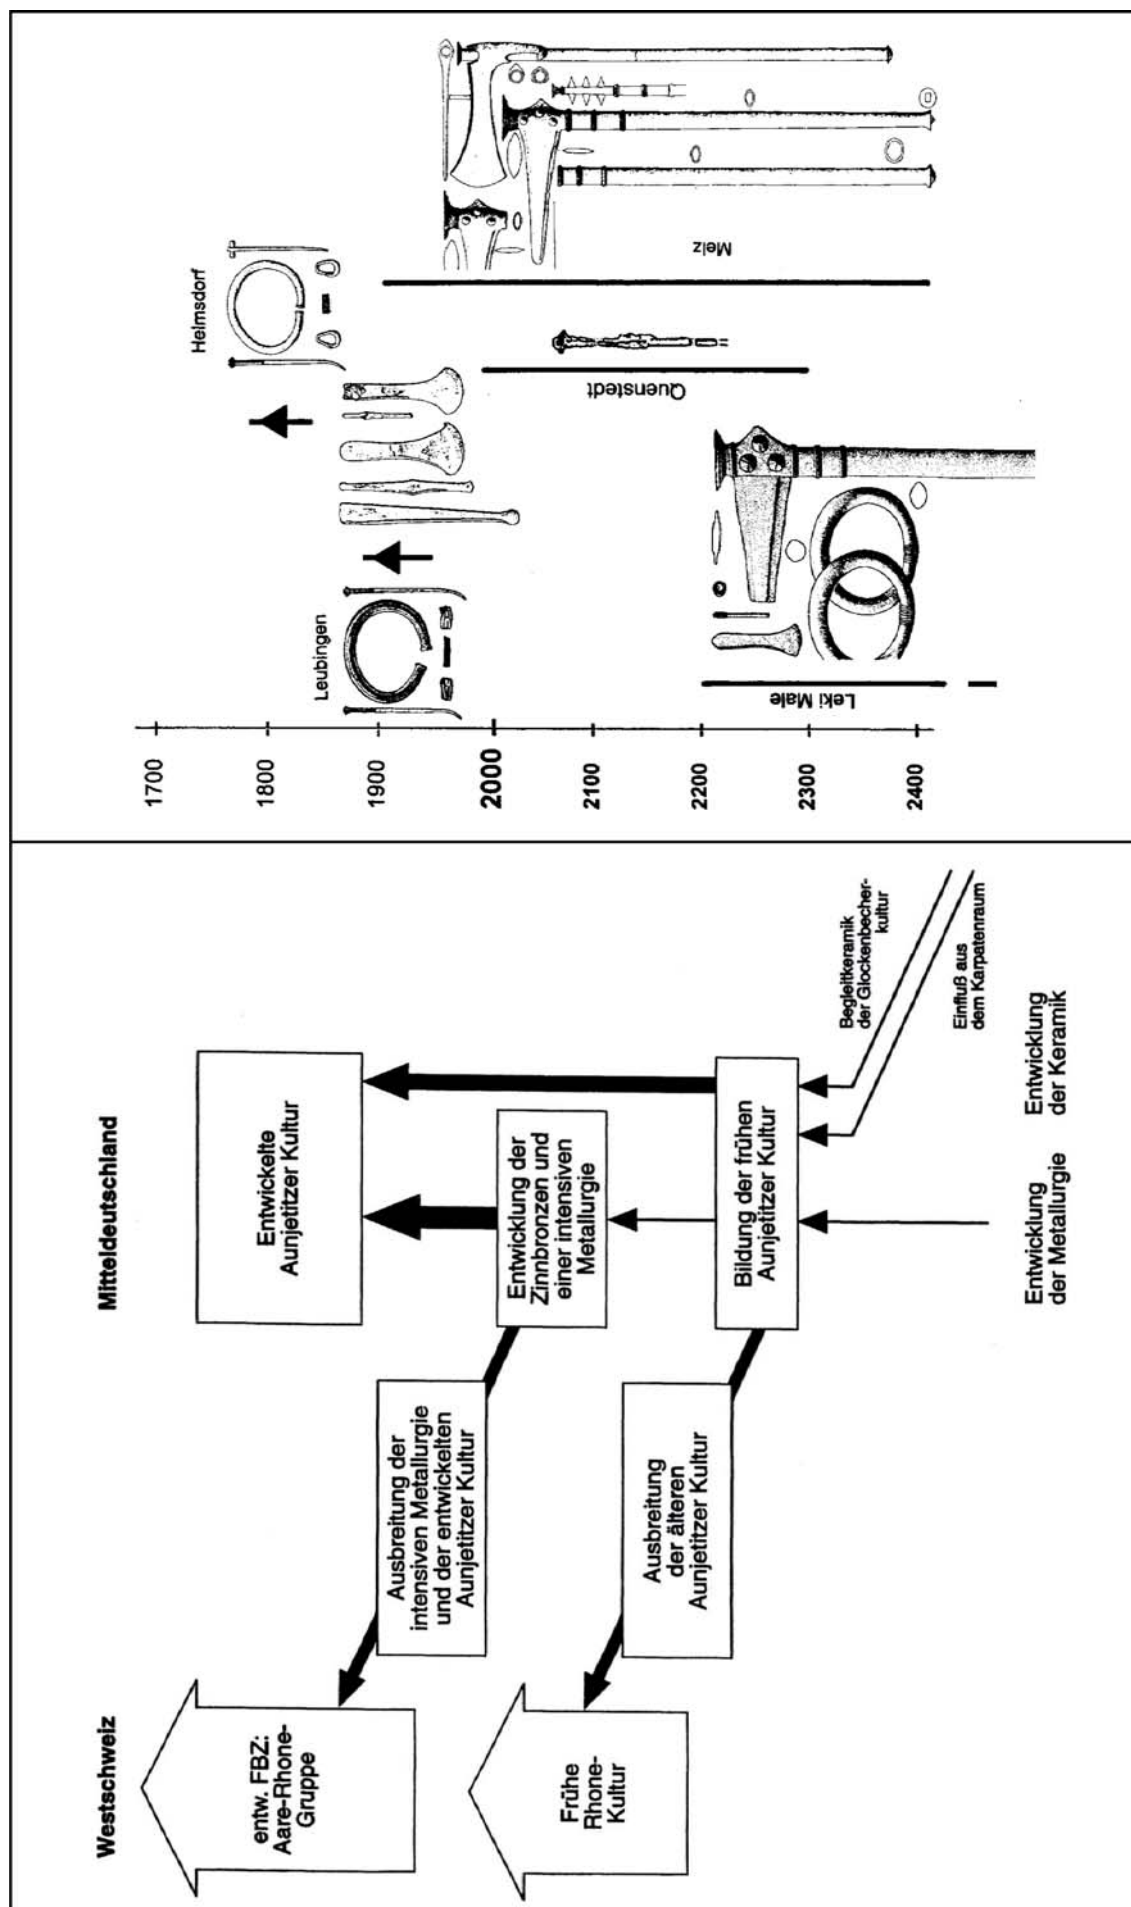 Westschweiz
Mitteldeutschland
entw. FBZ:
Aare-Rhone-
Gruppe
Frühe
Rhone-
Kultur
Ausbreitung der
intensiven Metallurgie
und der entwickelten
Aunjetitzer Kultur
Ausbreitung
der älteren
Aunjetitzer Kultur
Entwickelte
Aunjetitzer Kultur
Entwicklung der
Zinnbronzen und
einer intensiven
Metallurgie
Bildung der frühen
Aunjetitzer Kultur
Begleitkeramik
der Glockenbecher-
kultur
Einfluß aus
dem Karpatenraum
Entwicklung
der Metallurgie
Entwicklung
der Keramik
1700
1800
1900
2000
2100
2200
2300
2400
Leubingen
Helmsdorf
Leki Male
Quenstedt
Melz